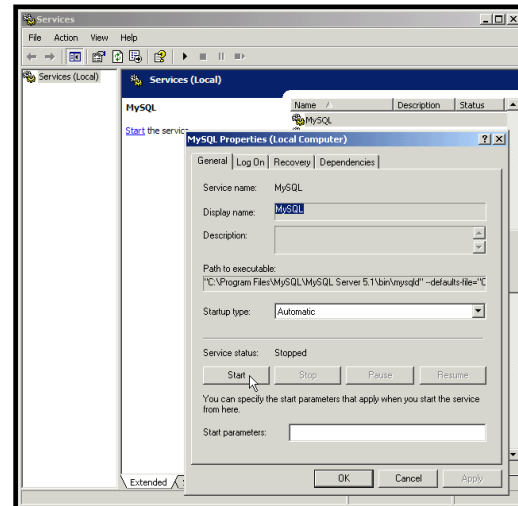 Services
File Action View Help
Services (Local)
Services (Local)
MySQL
Start the service
Name Description Status
MySQL
MySQL Properties (Local Computer)
General Log On Recovery Dependencies
Service name: MySQL
Display name: MySQL
Description:
Path to executable:
"C:\Program Files\MySQL\MySQL Server 5.1\bin\mysqld" --defaults-file="C
Startup type: Automatic
Service status: Stopped
Start Stop Pause Resume
You can specify the start parameters that apply when you start the service
from here.
Start parameters:
OK Cancel Apply
Extended